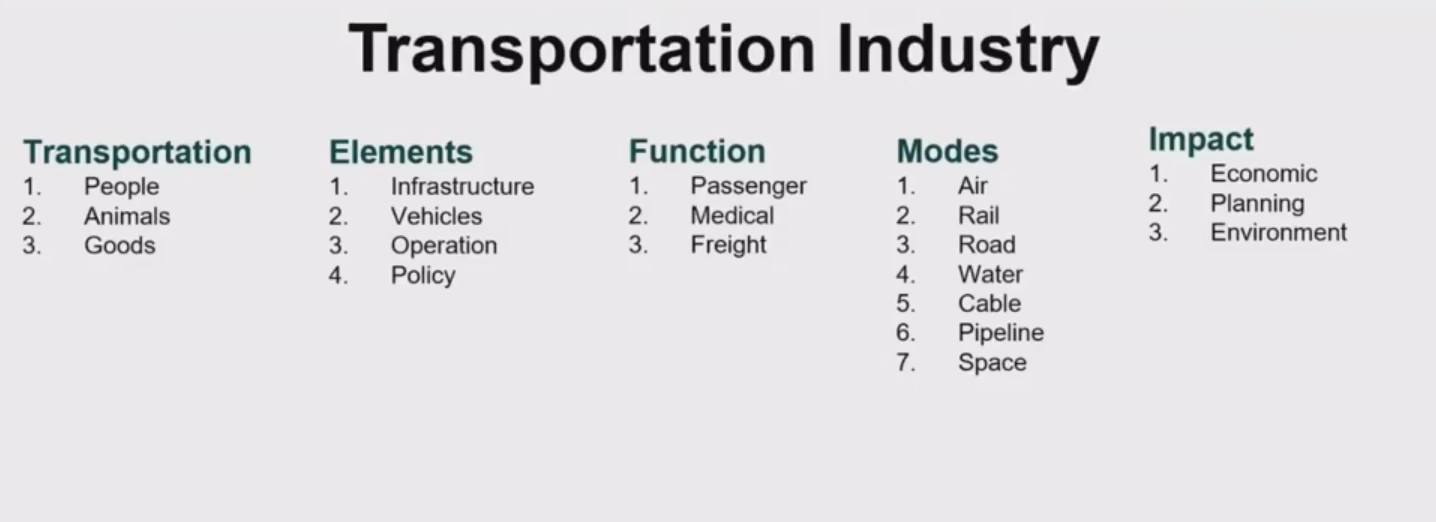 Transportation Industry
Transportation
1. People
2. Animals
3. Goods
Elements
1. Infrastructure
2. Vehicles
3. Operation
4. Policy
Function
1. Passenger
2. Medical
3. Freight
Modes
1. Air
2. Rail
3. Road
4. Water
5. Cable
6. Pipeline
7. Space
Impact
1. Economic
2. Planning
3. Environment